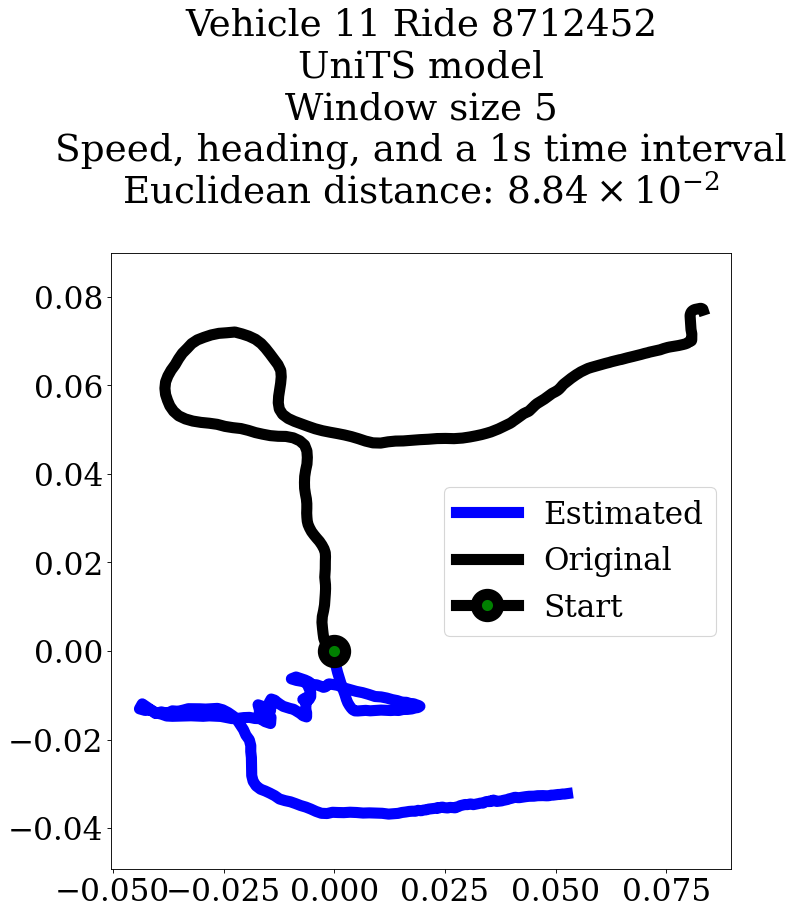 Vehicle 11 Ride 8712452
UniTS model
Window size 5
Speed, heading, and a 1s time interval
Euclidean distance: 8.84 × 10⁻²
0.08
0.06
0.04
0.02
0.00
−0.02
−0.04
Estimated
Original
Start
−0.050 −0.025 0.000 0.025 0.050 0.075